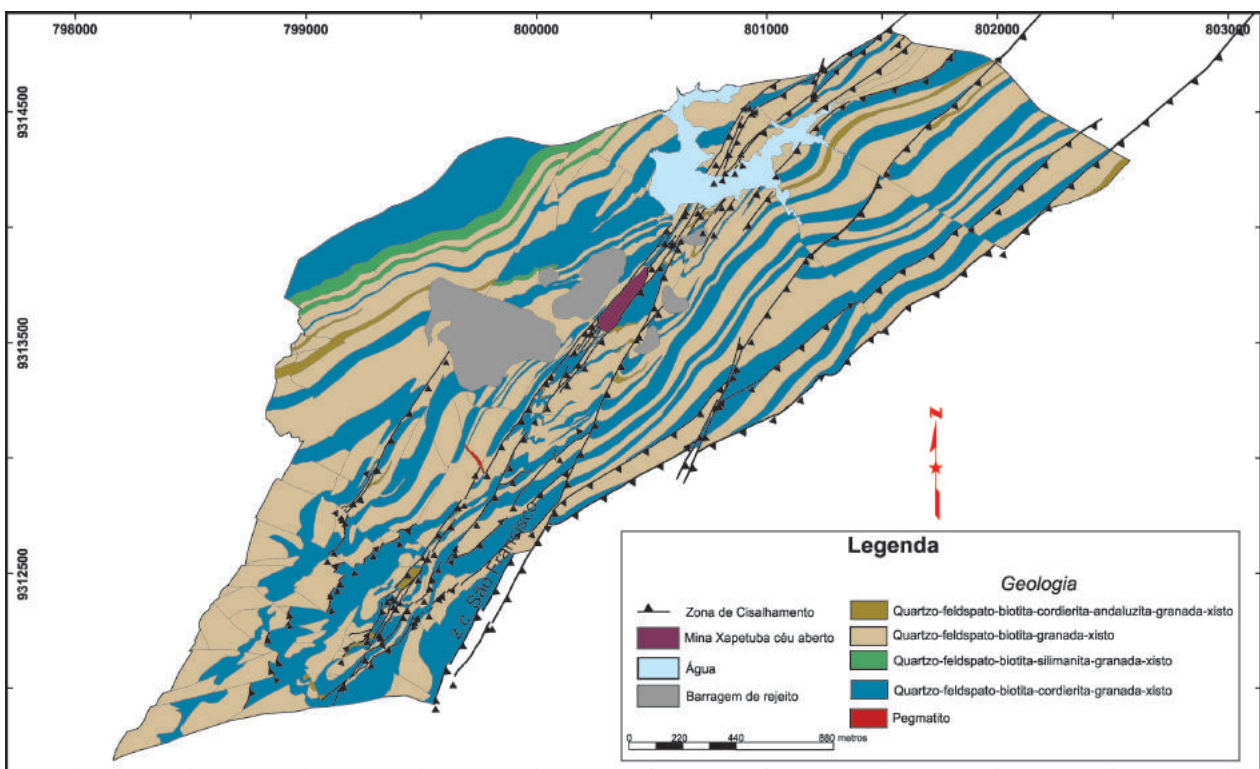 798000 799000 800000 801000 802000 803000
9314500
9313500
9312500
N
z.c. São Francisco
Legenda
Geologia
Zona de Cisalhamento
Mina Xapetuba céu aberto
Água
Barragem de rejeito
Quartzo-feldspato-biotita-cordierita-andaluzita-granada-xisto
Quartzo-feldspato-biotita-granada-xisto
Quartzo-feldspato-biotita-silimanita-granada-xisto
Quartzo-feldspato-biotita-cordierita-granada-xisto
Pegmatito
0 220 440 880 metros